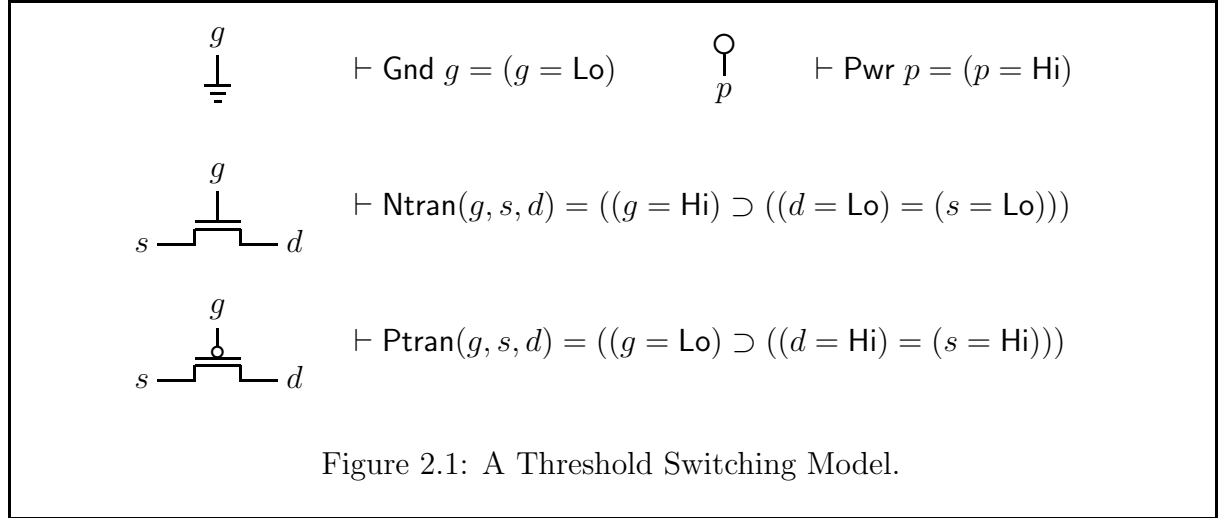 g
⊢ Gnd g = (g = Lo)
p
⊢ Pwr p = (p = Hi)
g
s
d
⊢ Ntran(g, s, d) = ((g = Hi) ⊃ ((d = Lo) = (s = Lo)))
g
s
d
⊢ Ptran(g, s, d) = ((g = Lo) ⊃ ((d = Hi) = (s = Hi)))
Figure 2.1: A Threshold Switching Model.